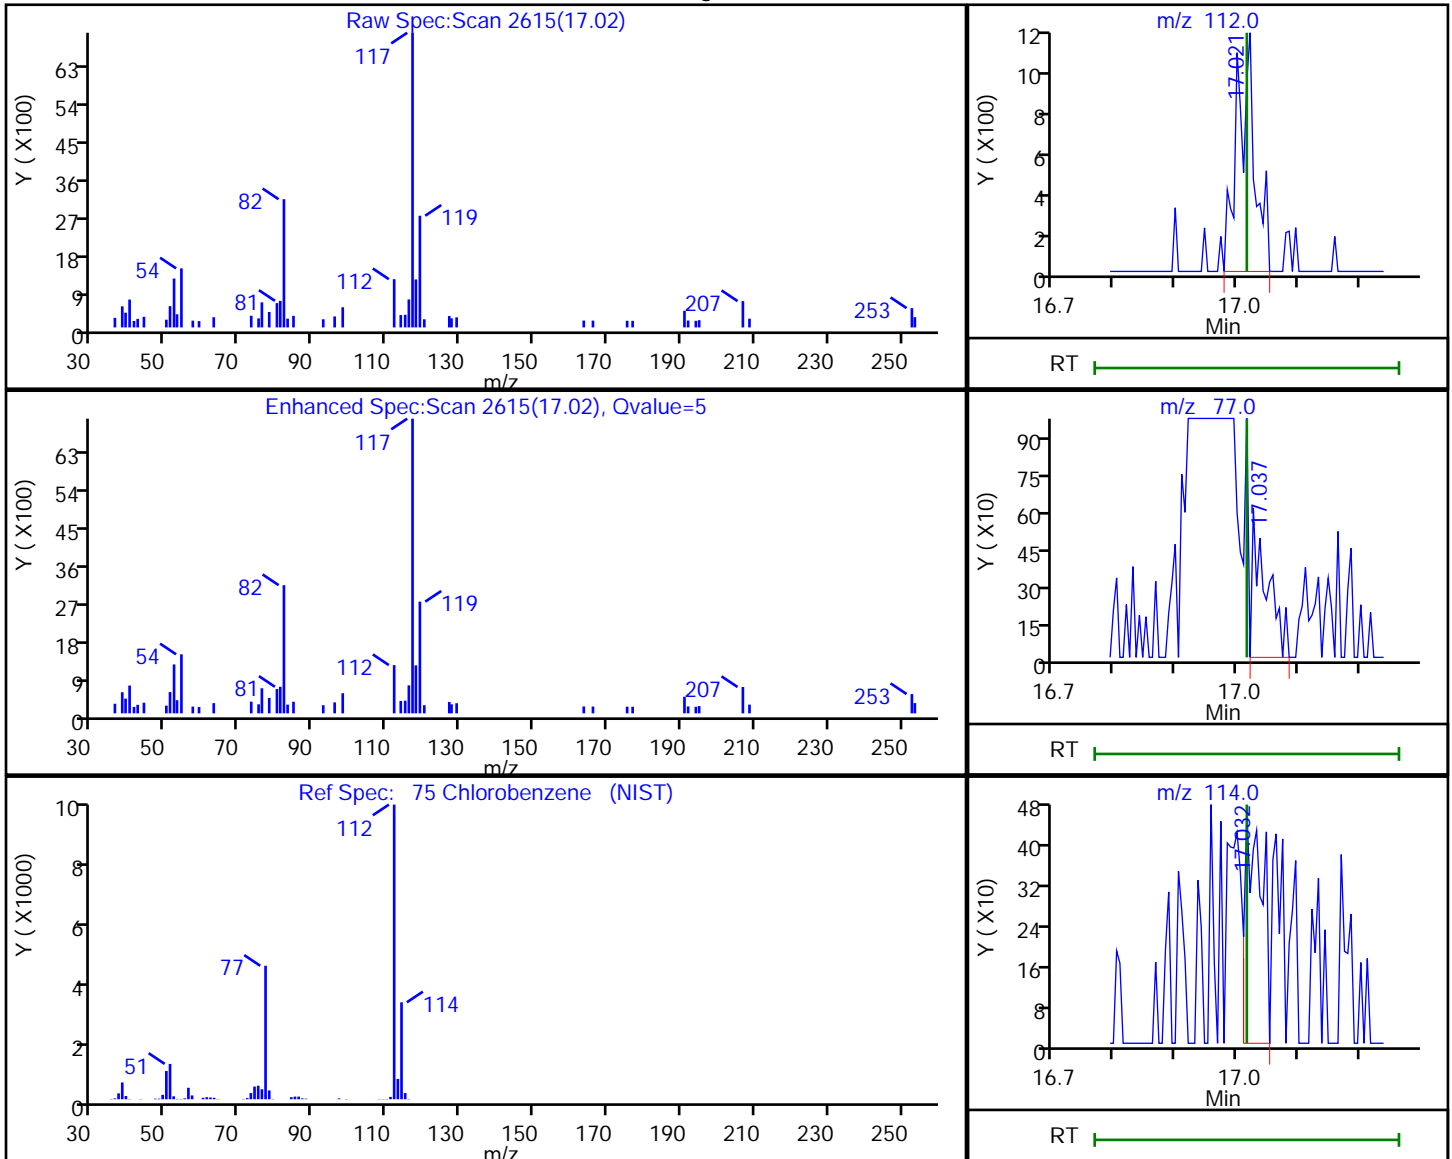 Raw Spec:Scan 2615(17.02)
Y ( X100)
63
54
45
36
27
18
9
0
117
82
119
54
112
81
207
253
30 50 70 90 110 130 150 170 190 210 230 250
m/z
m/z 112.0
Y ( X100)
12
10
8
6
4
2
0
17.021
16.7 17.0
Min
RT
Enhanced Spec:Scan 2615(17.02), Qvalue=5
Y ( X100)
63
54
45
36
27
18
9
0
117
82
119
54
112
81
207
253
30 50 70 90 110 130 150 170 190 210 230 250
m/z
m/z 77.0
Y ( X10)
90
75
60
45
30
15
0
17.037
16.7 17.0
Min
RT
Ref Spec: 75 Chlorobenzene (NIST)
Y ( X1000)
10
8
6
4
2
0
112
77
114
51
30 50 70 90 110 130 150 170 190 210 230 250
m/z
m/z 114.0
Y ( X10)
48
40
32
24
16
8
0
17.032
16.7 17.0
Min
RT